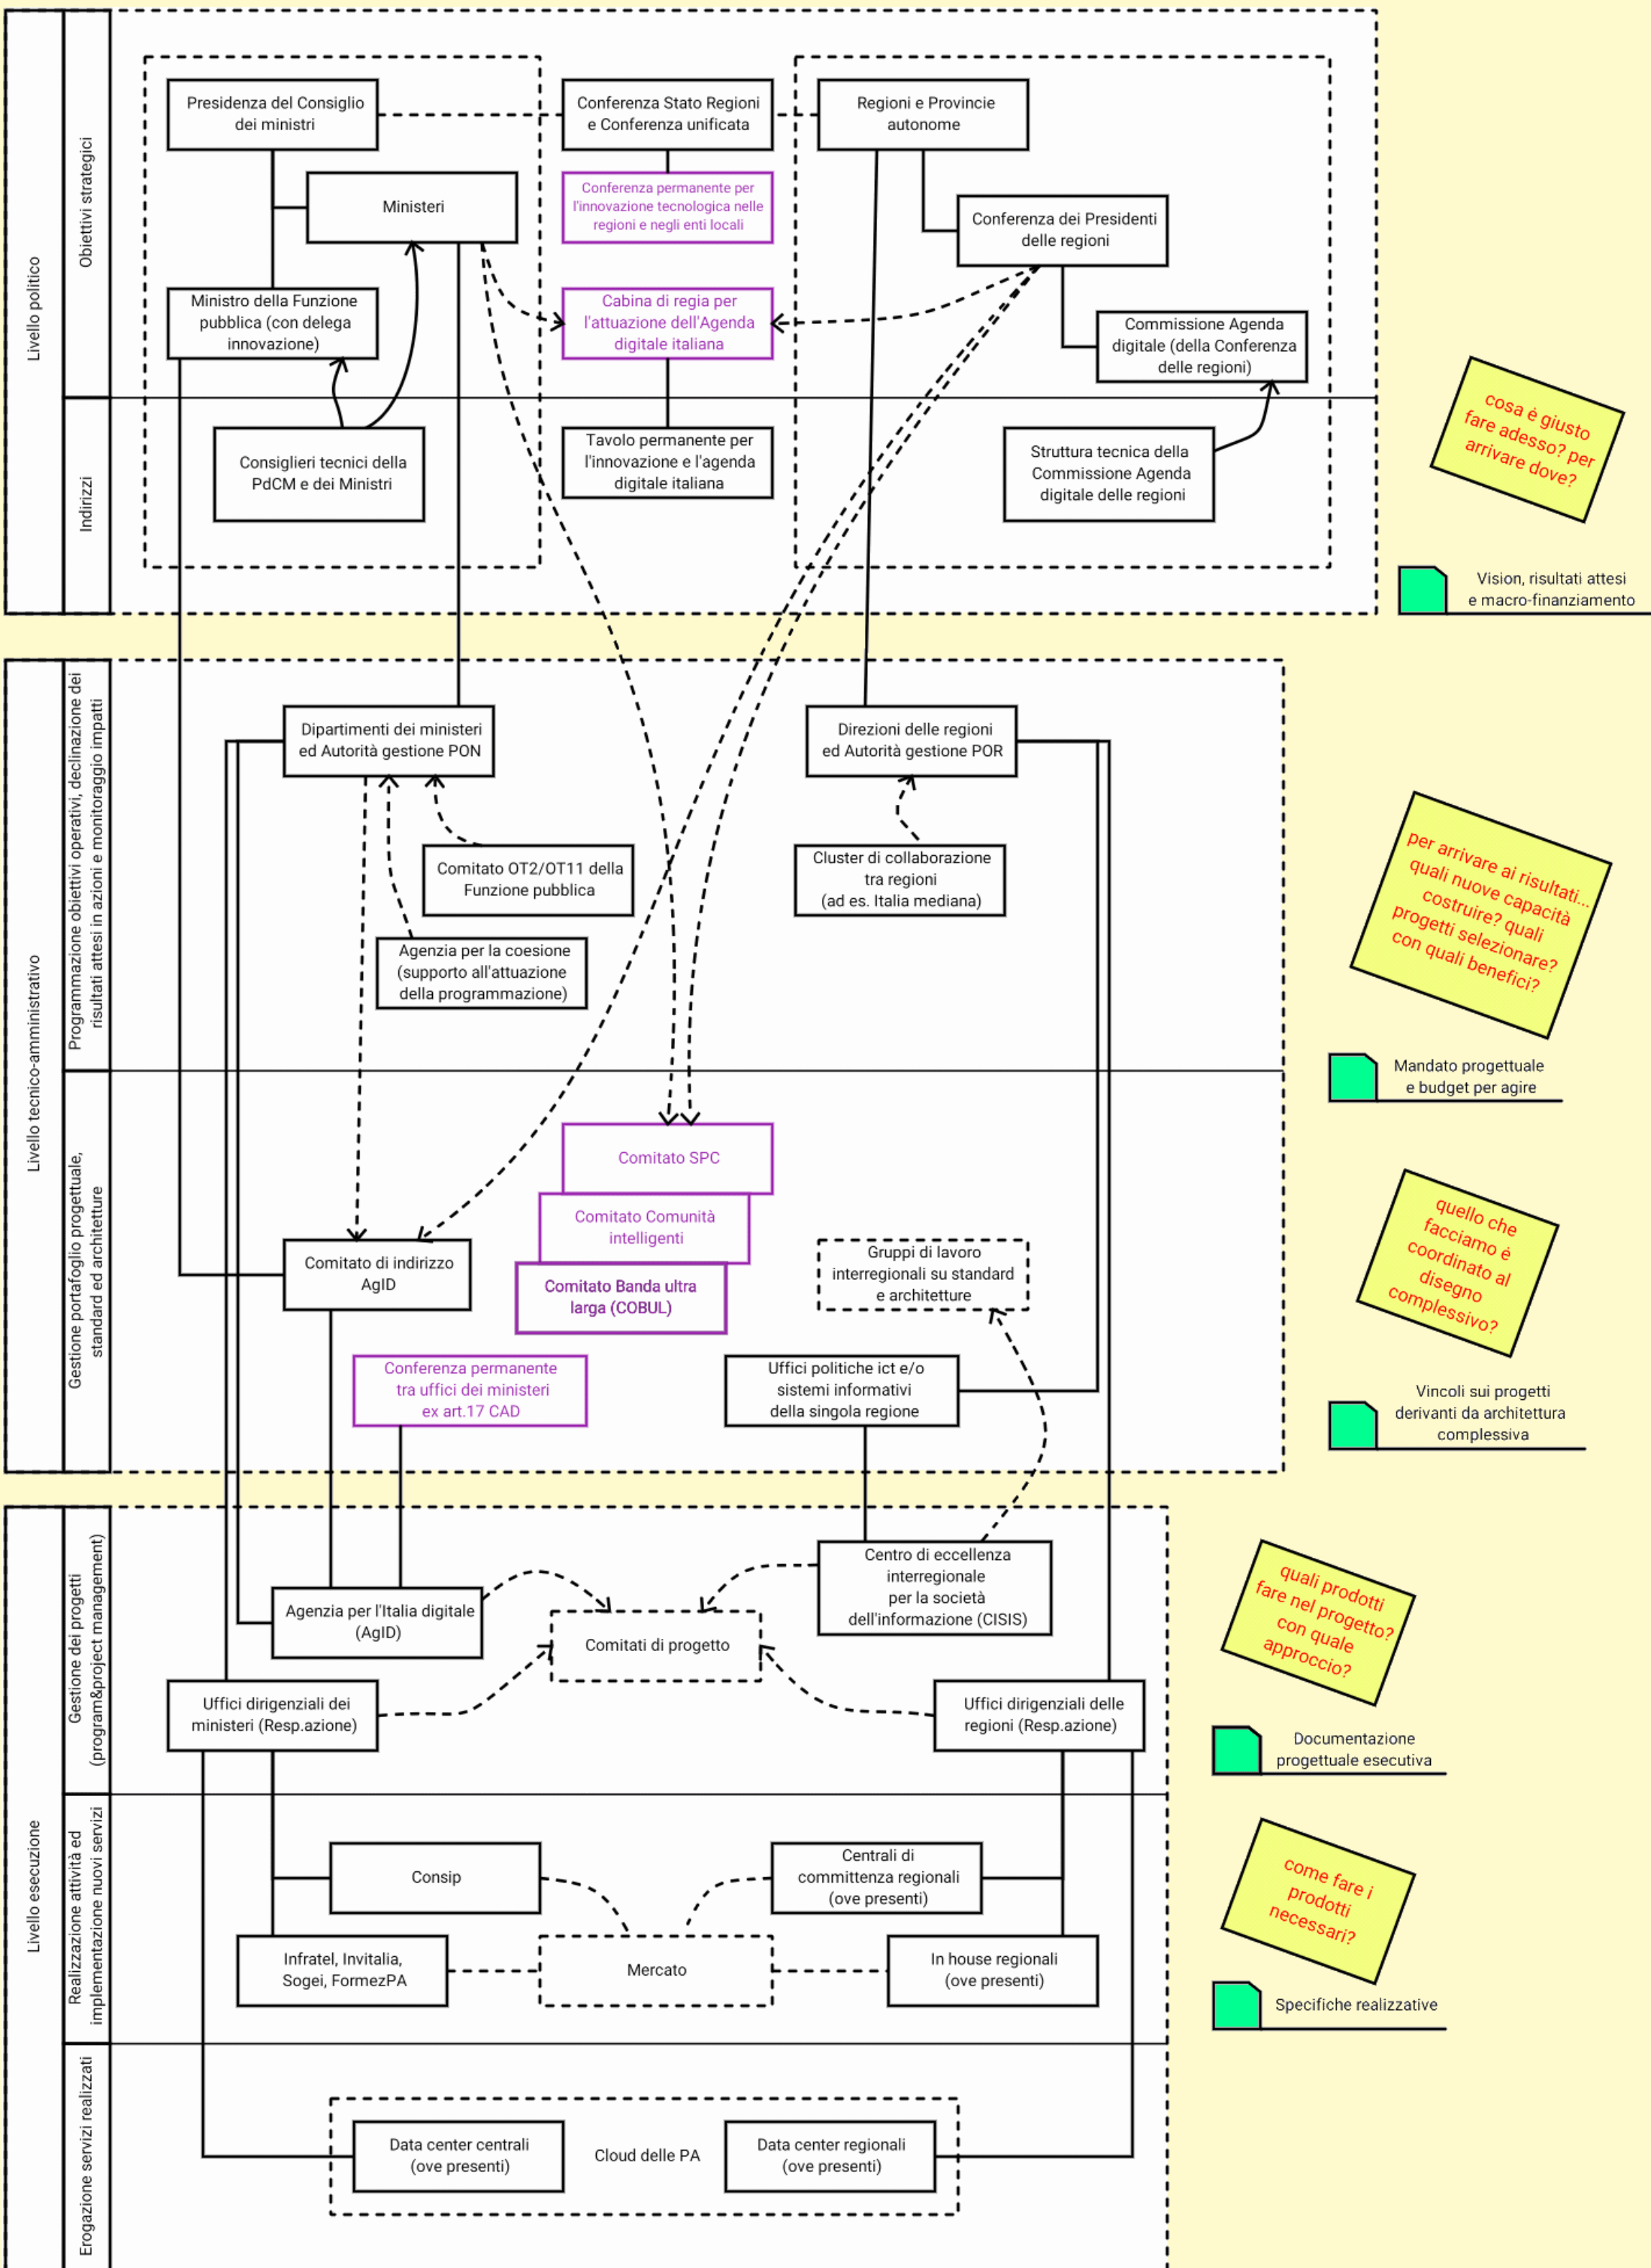 Livello politico
Obiettivi strategici
Presidenza del Consiglio
dei ministri
Conferenza Stato Regioni
e Conferenza unificata
Regioni e Provincie
autonome
Ministeri
Conferenza permanente per
l'innovazione tecnologica nelle
regioni e negli enti locali
Conferenza dei Presidenti
delle regioni
Ministro della Funzione
pubblica (con delega
innovazione)
Cabina di regia per
l'attuazione dell'Agenda
digitale italiana
Commissione Agenda
digitale (della Conferenza
delle regioni)
Indirizzi
Consiglieri tecnici della
PdCM e dei Ministri
Tavolo permanente per
l'innovazione e l'agenda
digitale italiana
Struttura tecnica della
Commissione Agenda
digitale delle regioni
cosa è giusto
fare adesso? per
arrivare dove?
Vision, risultati attesi
e macro-finanziamento
Livello tecnico-amministrativo
Programmazione obiettivi operativi, declinazione dei
risultati attesi in azioni e monitoraggio impatti
Dipartimenti dei ministeri
ed Autorità gestione PON
Direzioni delle regioni
ed Autorità gestione POR
Comitato OT2/OT11 della
Funzione pubblica
Cluster di collaborazione
tra regioni
(ad es. Italia mediana)
Agenzia per la coesione
(supporto all'attuazione
della programmazione)
per arrivare ai risultati...
quali nuove capacità
costruire? quali
progetti selezionare?
con quali benefici?
Mandato progettuale
e budget per agire
Gestione portafoglio progettuale,
standard ed architetture
Comitato SPC
Comitato Comunità
intelligenti
Comitato Banda ultra
larga (COBUL)
Comitato di indirizzo
AgID
Gruppi di lavoro
interregionali su standard
e architetture
Conferenza permanente
tra uffici dei ministeri
ex art.17 CAD
Uffici politiche ict e/o
sistemi informativi
della singola regione
quello che
facciamo è
coordinato al
disegno
complessivo?
Vincoli sui progetti
derivanti da architettura
complessiva
Livello esecuzione
Gestione dei progetti
(program&project management)
Agenzia per l'Italia digitale
(AgID)
Comitati di progetto
Centro di eccellenza
interregionale
per la società
dell'informazione (CISIS)
Uffici dirigenziali dei
ministeri (Resp.azione)
Uffici dirigenziali delle
regioni (Resp.azione)
quali prodotti
fare nel progetto?
con quale
approccio?
Documentazione
progettuale esecutiva
Realizzazione attività ed
implementazione nuovi servizi
Consip
Centrali di
committenza regionali
(ove presenti)
Infratel, Invitalia,
Sogei, FormezPA
Mercato
In house regionali
(ove presenti)
come fare i
prodotti
necessari?
Specifiche realizzative
Erogazione servizi realizzati
Data center centrali
(ove presenti)
Cloud delle PA
Data center regionali
(ove presenti)